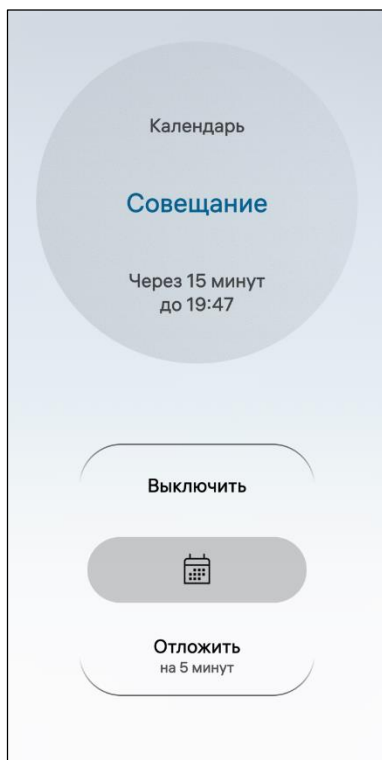 Календарь
Совещание
Через 15 минут
до 19:47
Выключить
Отложить
на 5 минут